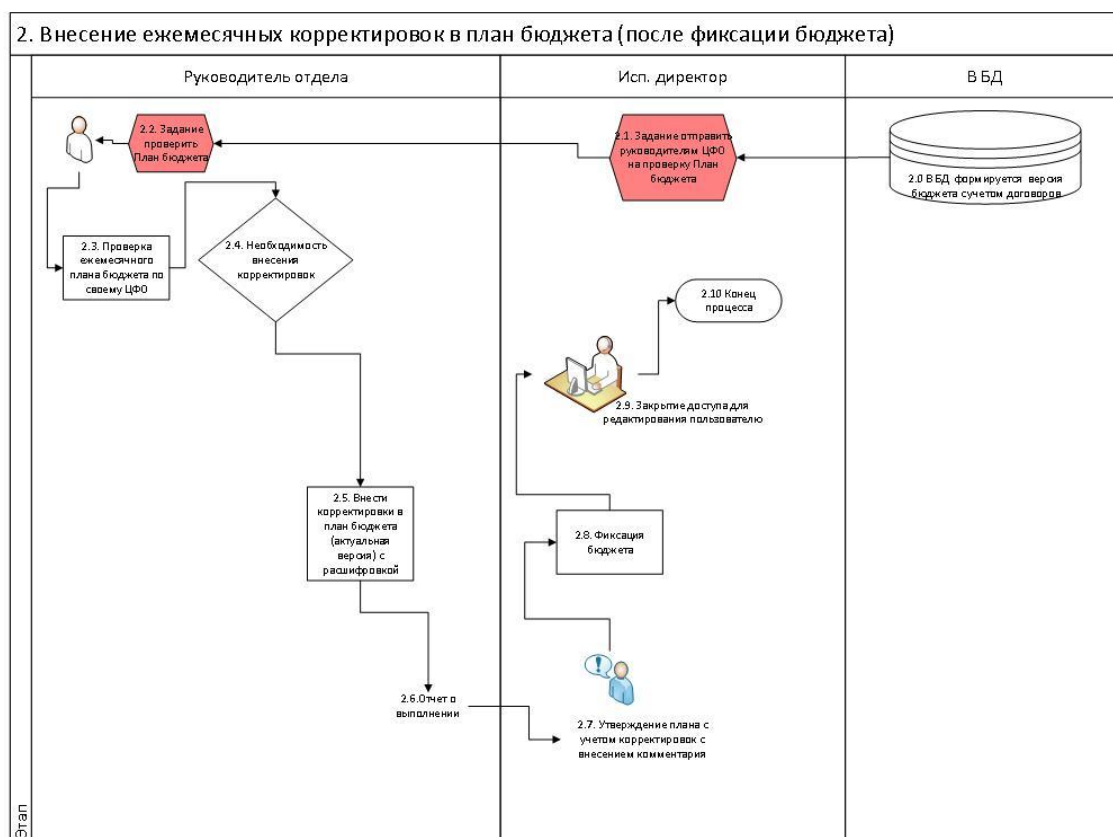 2. Внесение ежемесячных корректировок в план бюджета (после фиксации бюджета)
Руководитель отдела
Исп. директор
В БД
2.2. Задание
проверить
План бюджета
2.1. Задание отправить
руководителям ЦФО
на проверку План
бюджета
2.0 В БД формируется версия
бюджета с учетом договоров
2.3. Проверка
ежемесячного
плана бюджета по
своему ЦФО
2.4. Необходимость
внесения
корректировок
2.10 Конец
процесса
2.9. Закрытие доступа для
редактирования пользователю
2.5. Внести
корректировки в
план бюджета
(актуальная
версия) с
расшифровкой
2.8. Фиксация
бюджета
2.6.Отчет о
выполнении
2.7. Утверждение плана с
учетом корректировок с
внесением комментария
Этап